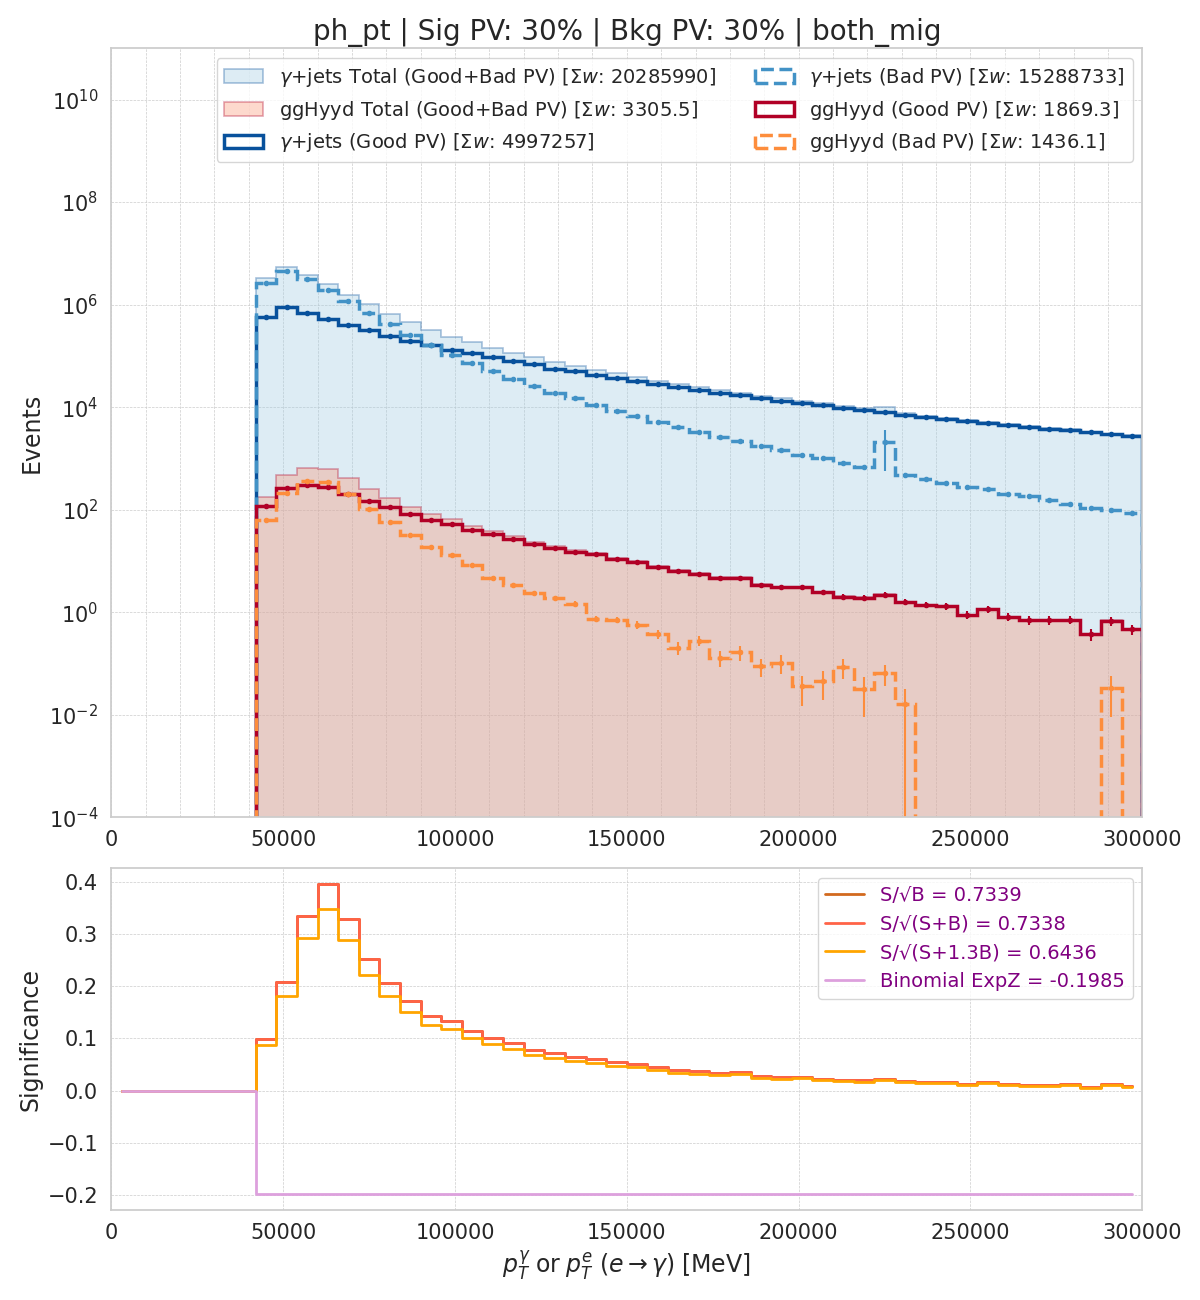 ph_pt | Sig PV: 30% | Bkg PV: 30% | both_mig
γ+jets Total (Good+Bad PV) [Σw: 20285990]
ggHyyd Total (Good+Bad PV) [Σw: 3305.5]
γ+jets (Good PV) [Σw: 4997257]
γ+jets (Bad PV) [Σw: 15288733]
ggHyyd (Good PV) [Σw: 1869.3]
ggHyyd (Bad PV) [Σw: 1436.1]
Events
10^10
10^8
10^6
10^4
10^2
10^0
10^−2
10^−4
0 50000 100000 150000 200000 250000 300000
Significance
0.4
0.3
0.2
0.1
0.0
−0.1
−0.2
S/√B = 0.7339
S/√(S+B) = 0.7338
S/√(S+1.3B) = 0.6436
Binomial ExpZ = -0.1985
0 50000 100000 150000 200000 250000 300000
p_T^γ or p_T^e (e→γ) [MeV]